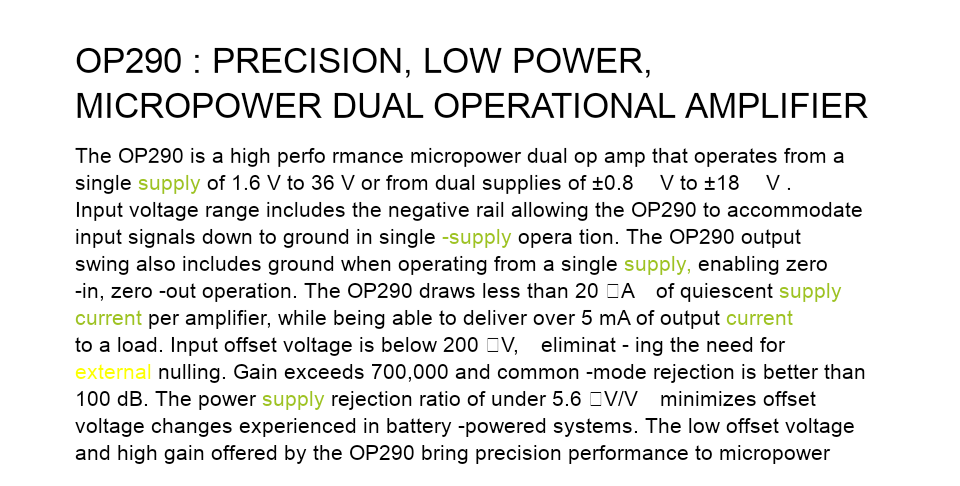 OP290 : PRECISION, LOW POWER,
MICROPOWER DUAL OPERATIONAL AMPLIFIER
The OP290 is a high perfo rmance micropower dual op amp that operates from a
single supply of 1.6 V to 36 V or from dual supplies of ±0.8 V to ±18 V .
Input voltage range includes the negative rail allowing the OP290 to accommodate
input signals down to ground in single -supply opera tion. The OP290 output
swing also includes ground when operating from a single supply, enabling zero
-in, zero -out operation. The OP290 draws less than 20 □A of quiescent supply
current per amplifier, while being able to deliver over 5 mA of output current
to a load. Input offset voltage is below 200 □V, eliminat - ing the need for
external nulling. Gain exceeds 700,000 and common -mode rejection is better than
100 dB. The power supply rejection ratio of under 5.6 □V/V minimizes offset
voltage changes experienced in battery -powered systems. The low offset voltage
and high gain offered by the OP290 bring precision performance to micropower